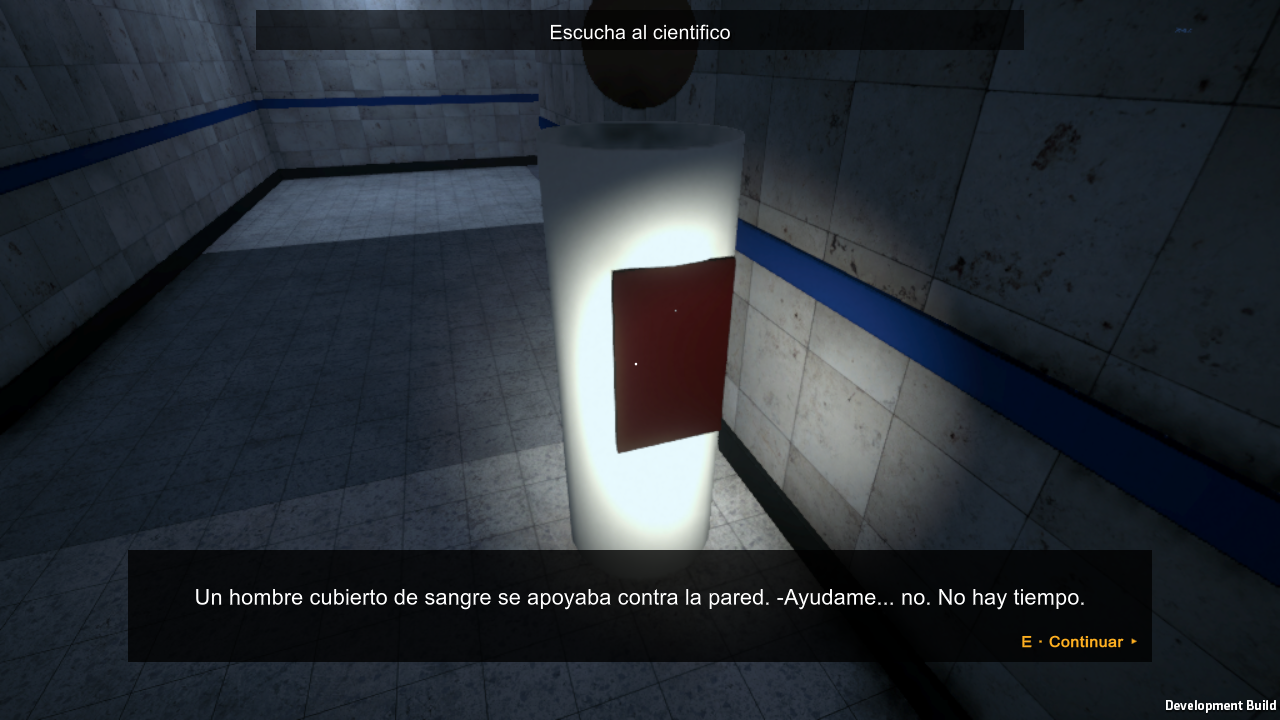 Escucha al cientifico
Un hombre cubierto de sangre se apoyaba contra la pared. -Ayudame... no. No hay tiempo.
E · Continuar ▸
Development Build